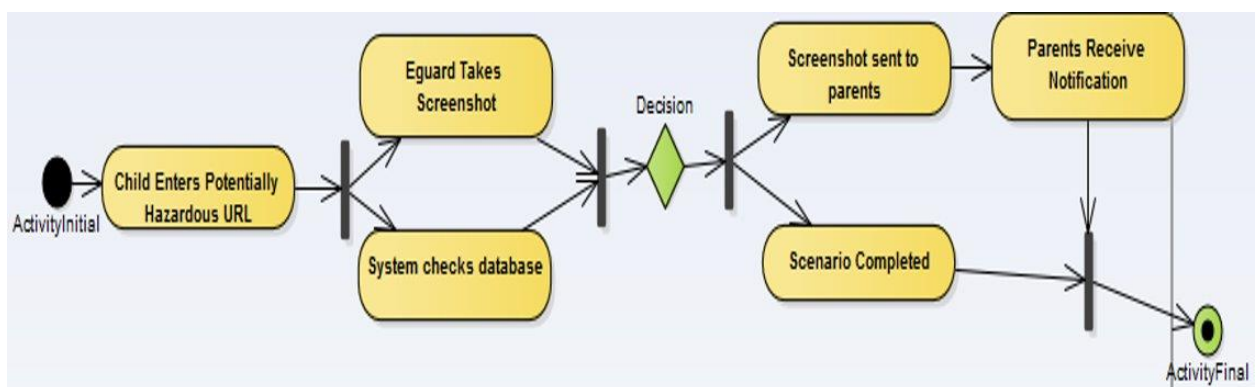 ActivityInitial
Child Enters Potentially
Hazardous URL
Eguard Takes
Screenshot
System checks database
Decision
Screenshot sent to
parents
Parents Receive
Notification
Scenario Completed
ActivityFinal